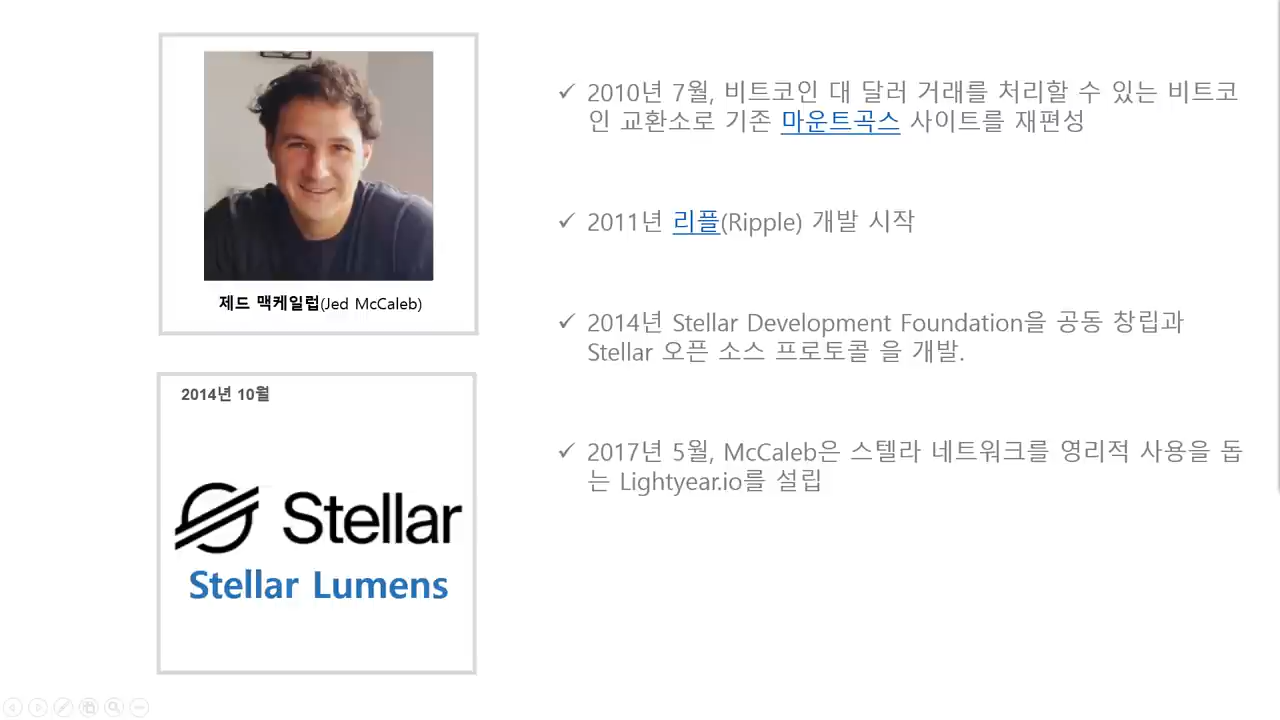 제드 맥케일럽(Jed McCaleb)
2014년 10월
Stellar
Stellar Lumens
✓ 2010년 7월, 비트코인 대 달러 거래를 처리할 수 있는 비트코
인 교환소로 기존 마운트곡스 사이트를 재편성
✓ 2011년 리플(Ripple) 개발 시작
✓ 2014년 Stellar Development Foundation을 공동 창립과
Stellar 오픈 소스 프로토콜 을 개발.
✓ 2017년 5월, McCaleb은 스텔라 네트워크를 영리적 사용을 돕
는 Lightyear.io를 설립